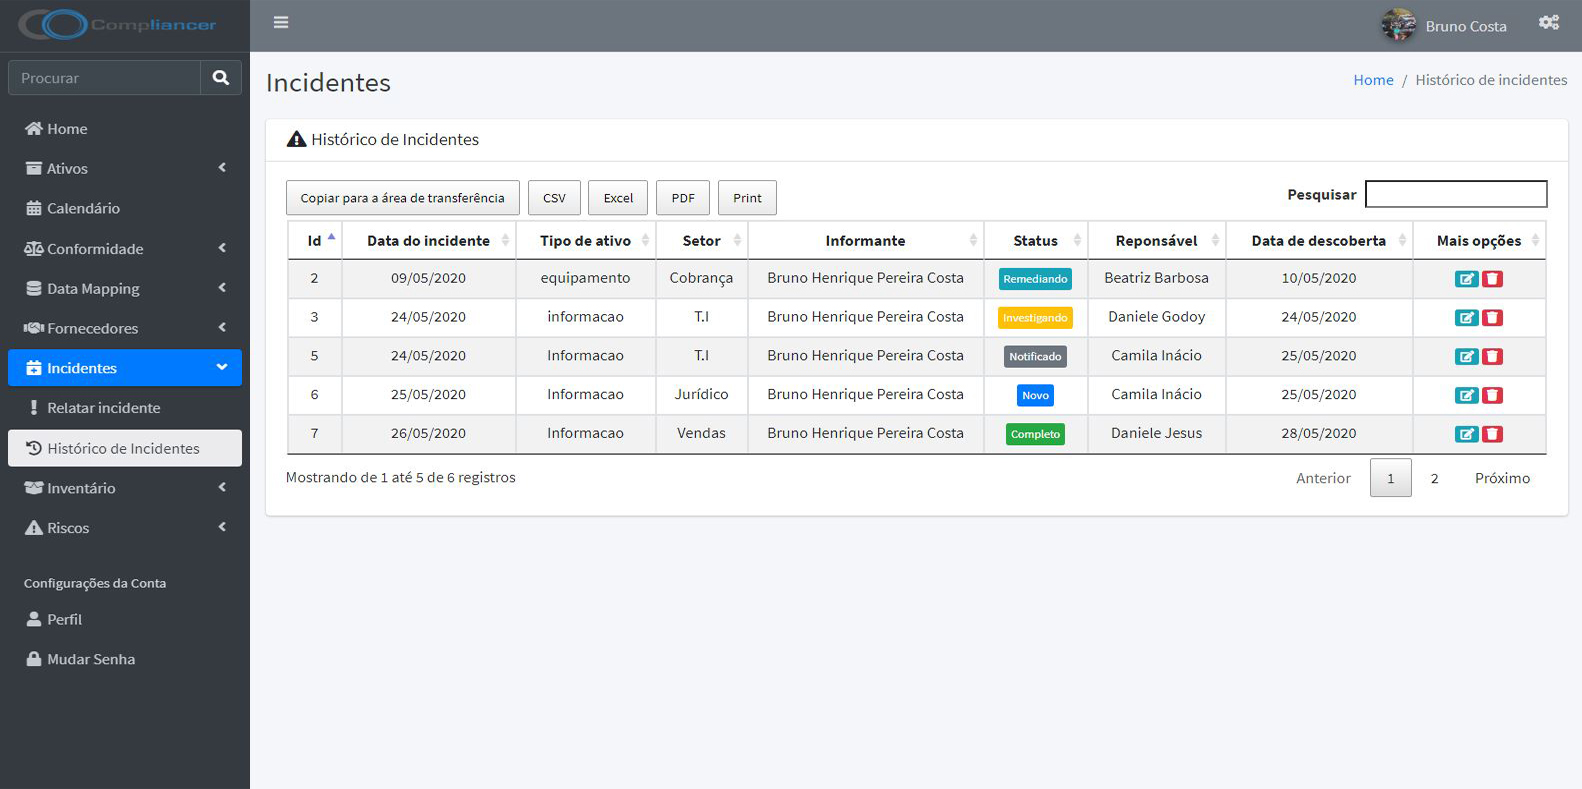 Compliancer
Bruno Costa
Procurar
Home
Ativos
Calendário
Conformidade
Data Mapping
Fornecedores
Incidentes
Relatar incidente
Histórico de Incidentes
Inventário
Riscos
Configurações da Conta
Perfil
Mudar Senha
Incidentes
Home / Histórico de incidentes
Histórico de Incidentes
Copiar para a área de transferência CSV Excel PDF Print Pesquisar
Id Data do incidente Tipo de ativo Setor Informante Status Reponsável Data de descoberta Mais opções
2 09/05/2020 equipamento Cobrança Bruno Henrique Pereira Costa Remediando Beatriz Barbosa 10/05/2020
3 24/05/2020 informacao T.I Bruno Henrique Pereira Costa Investigando Daniele Godoy 24/05/2020
5 24/05/2020 Informacao T.I Bruno Henrique Pereira Costa Notificado Camila Inácio 25/05/2020
6 25/05/2020 Informacao Jurídico Bruno Henrique Pereira Costa Novo Camila Inácio 25/05/2020
7 26/05/2020 Informacao Vendas Bruno Henrique Pereira Costa Completo Daniele Jesus 28/05/2020
Mostrando de 1 até 5 de 6 registros Anterior 1 2 Próximo